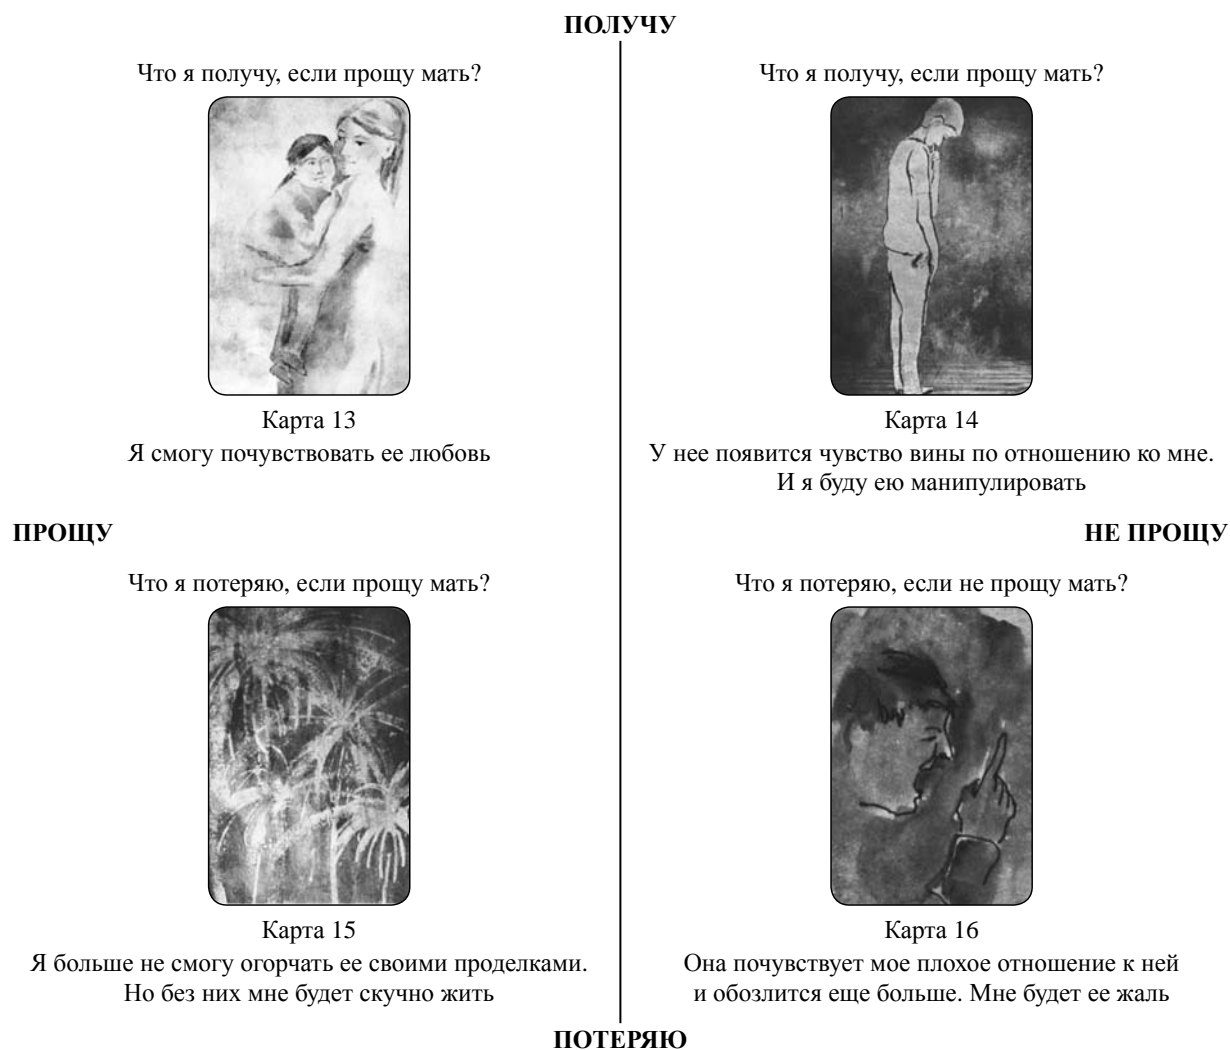 ПОЛУЧУ
Что я получу, если прощу мать?
Карта 13
Я смогу почувствовать ее любовь
Что я получу, если прощу мать?
Карта 14
У нее появится чувство вины по отношению ко мне.
И я буду ею манипулировать
ПРОЩУ
НЕ ПРОЩУ
Что я потеряю, если прощу мать?
Карта 15
Я больше не смогу огорчать ее своими проделками.
Но без них мне будет скучно жить
Что я потеряю, если не прощу мать?
Карта 16
Она почувствует мое плохое отношение к ней
и обозлится еще больше. Мне будет ее жаль
ПОТЕРЯЮ